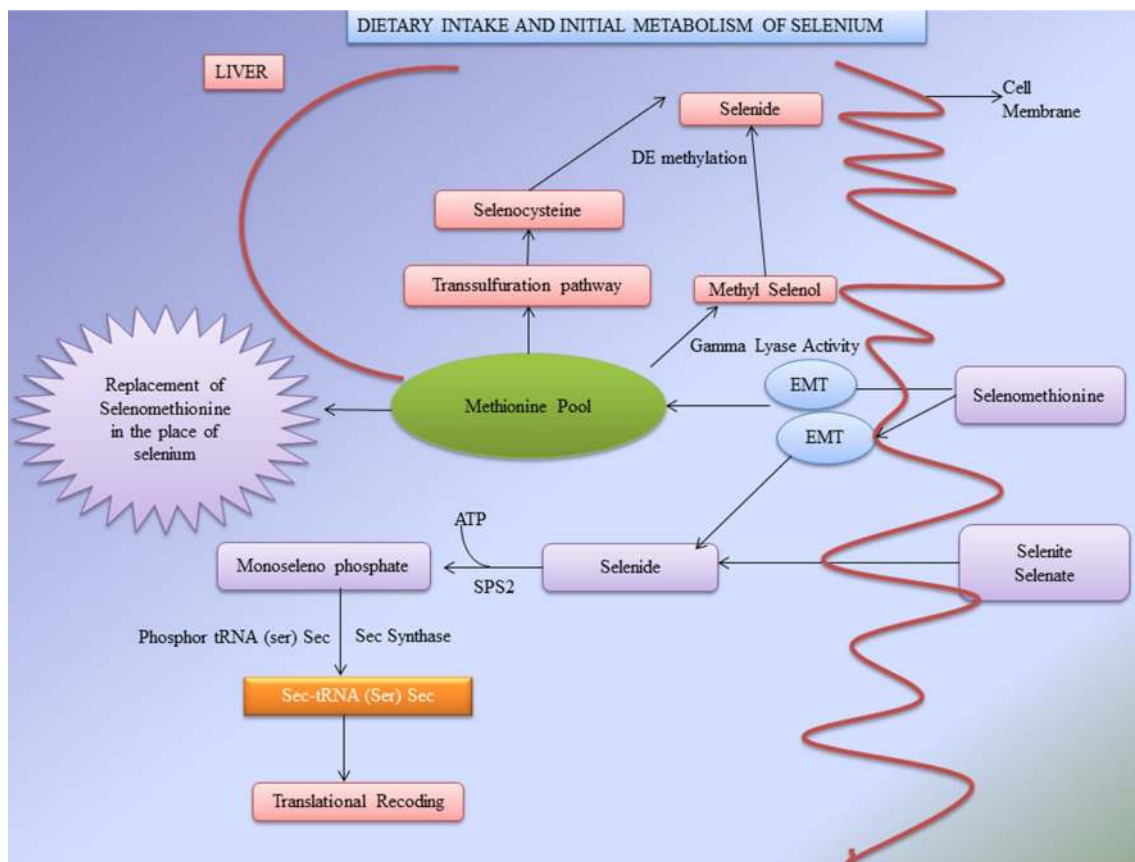 DIETARY INTAKE AND INITIAL METABOLISM OF SELENIUM
LIVER
Cell
Membrane
Selenide
DE methylation
Selenocysteine
Transsulfuration pathway
Methyl Selenol
Gamma Lyase Activity
EMT
Selenomethionine
Replacement of
Selenomethionine
in the place of
selenium
Methionine Pool
EMT
ATP
Monoseleno phosphate
SPS2
Selenide
Selenite
Selenate
Phosphor tRNA (ser) Sec
Sec Synthase
Sec-tRNA (Ser) Sec
Translational Recoding